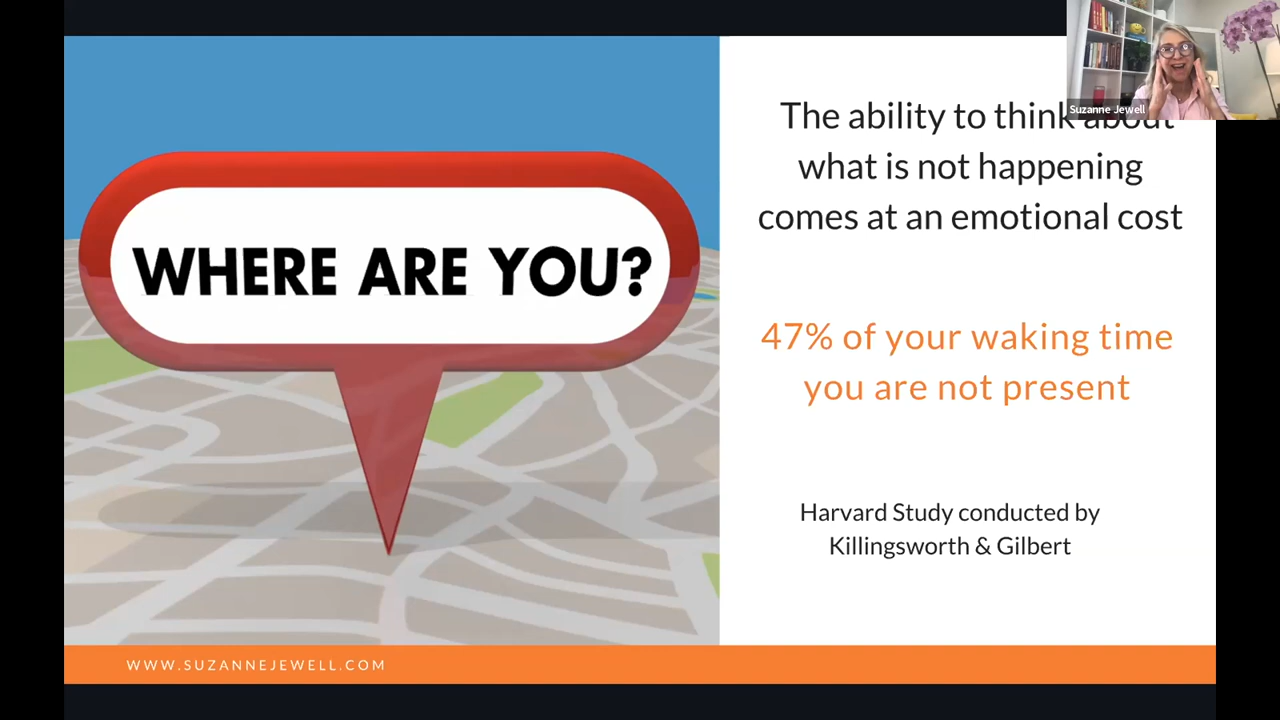 Suzanne Jewell
WHERE ARE YOU?
The ability to think about
what is not happening
comes at an emotional cost
47% of your waking time
you are not present
Harvard Study conducted by
Killingsworth & Gilbert
WWW.SUZANNEJEWELL.COM